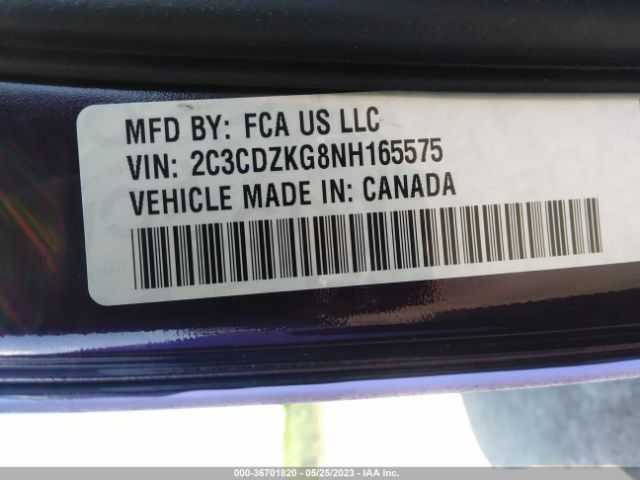 MFD BY: FCA US LLC
VIN: 2C3CDZKG8NH165575
VEHICLE MADE IN: CANADA
000-36701820 - 05/25/2023 - IAA Inc.